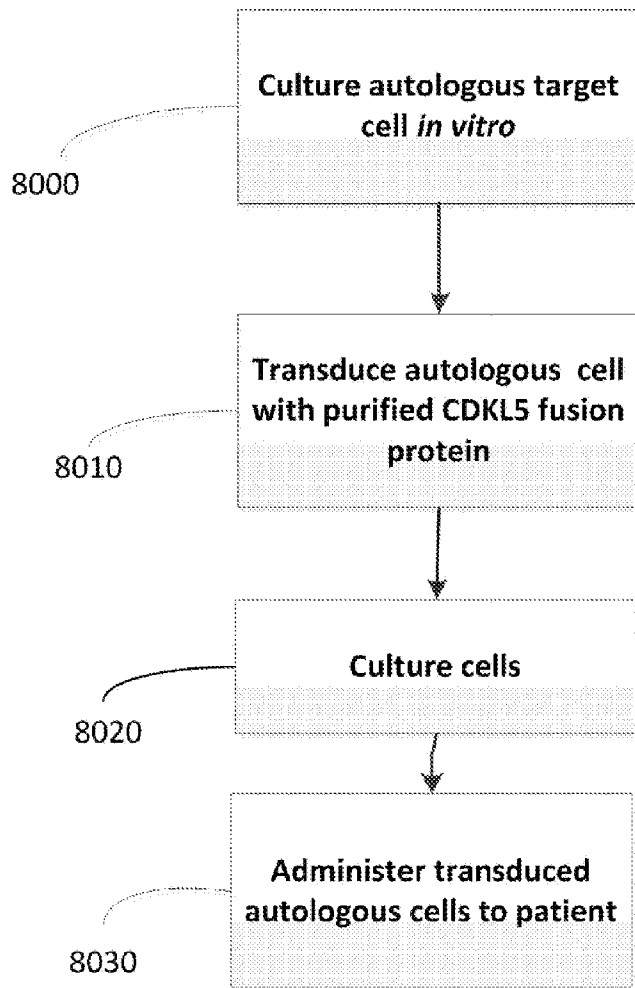 Culture autologous target
cell in vitro
8000
Transduce autologous cell
with purified CDKL5 fusion
protein
8010
Culture cells
8020
Administer transduced
autologous cells to patient
8030